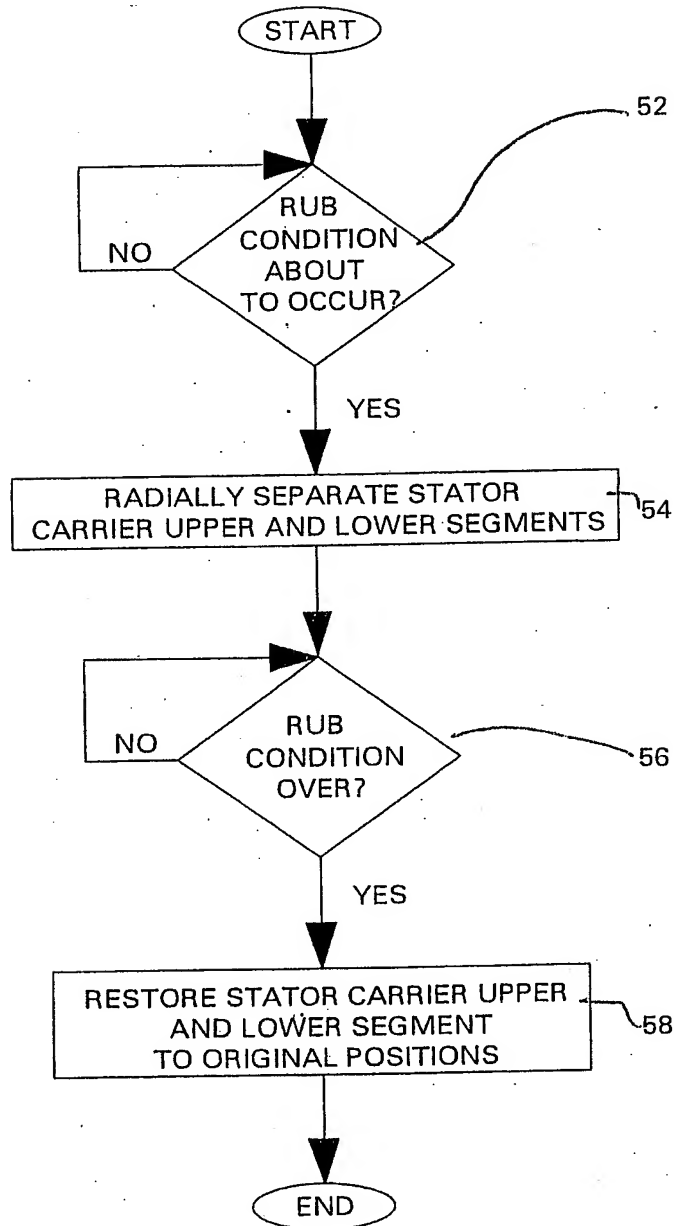 START
52
RUB
CONDITION
ABOUT
TO OCCUR?
NO
YES
RADIALLY SEPARATE STATOR
CARRIER UPPER AND LOWER SEGMENTS
54
RUB
CONDITION
OVER?
NO
56
YES
RESTORE STATOR CARRIER UPPER
AND LOWER SEGMENT
TO ORIGINAL POSITIONS
58
END